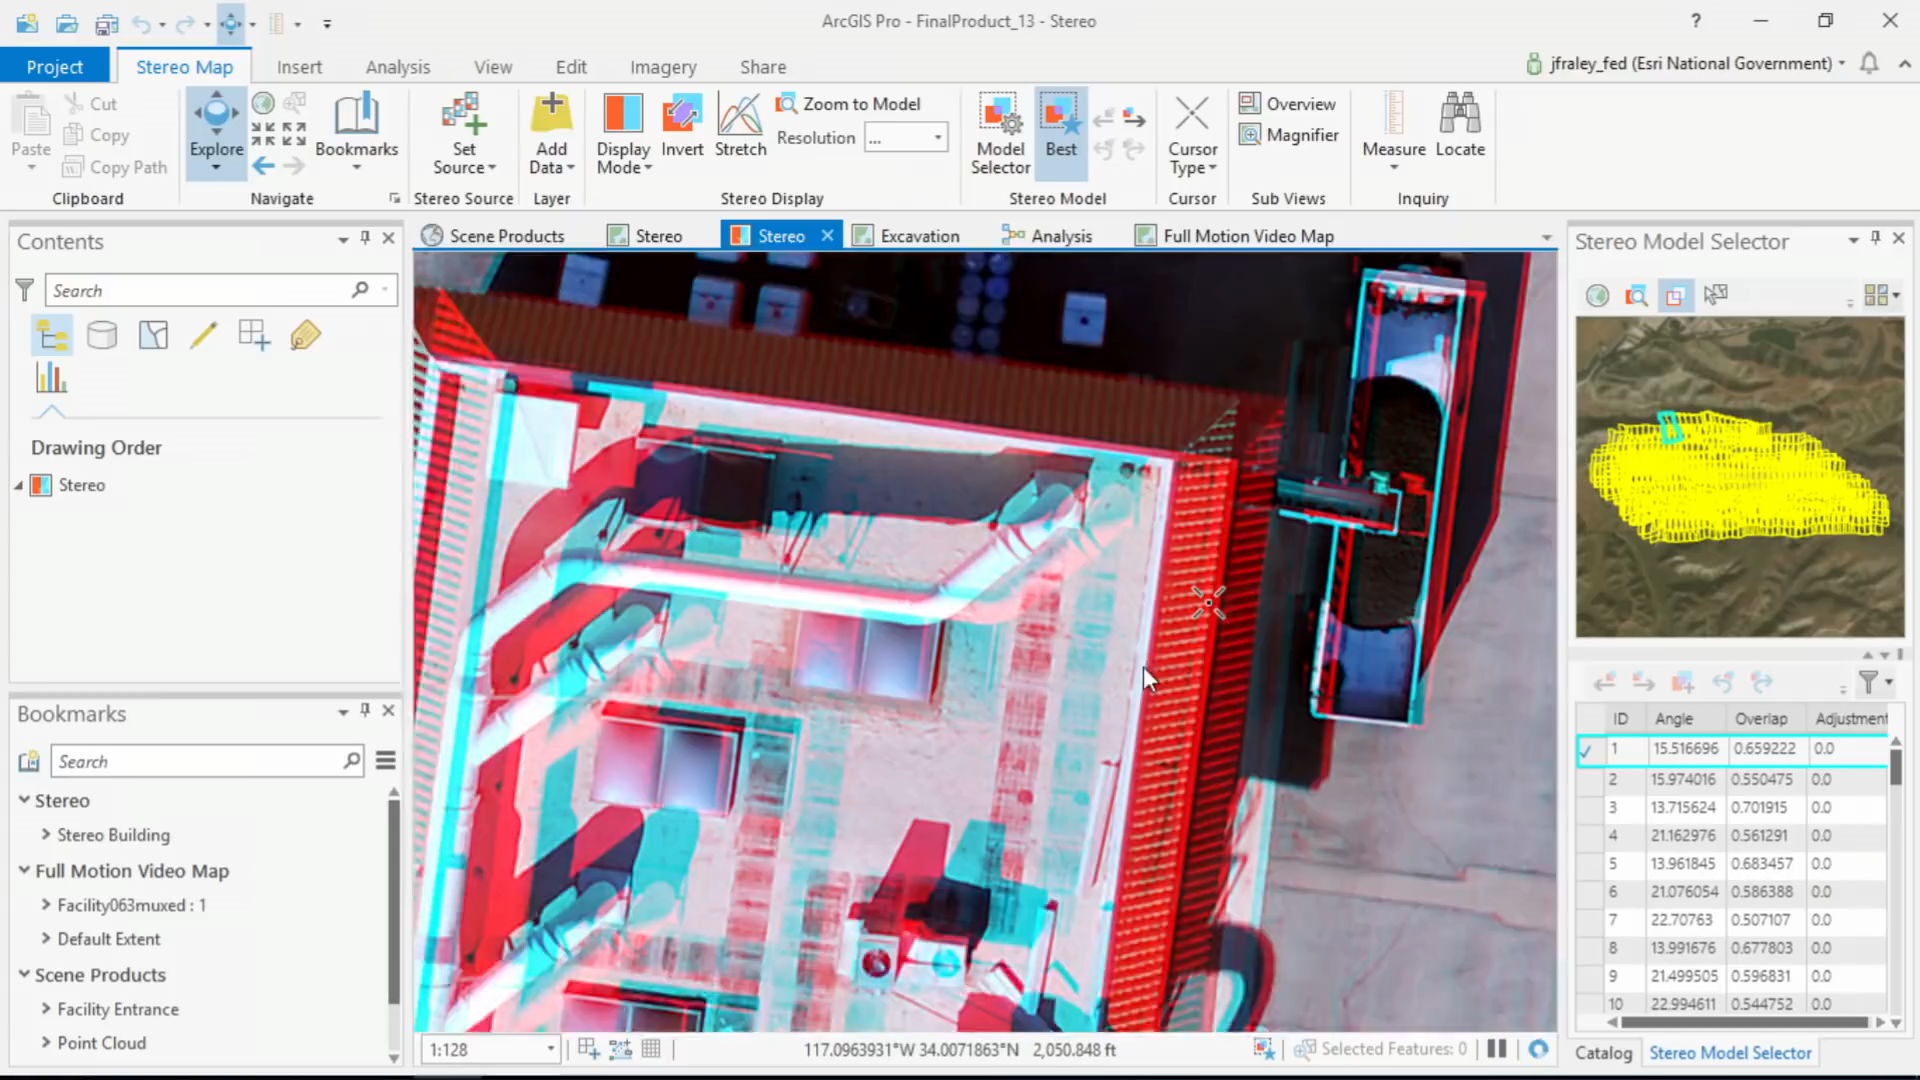 ArcGIS Pro - FinalProduct_13 - Stereo
?
Project
Stereo Map
Insert
Analysis
View
Edit
Imagery
Share
jfraley_fed (Esri National Government)
Paste
Cut
Copy
Copy Path
Clipboard
Explore
Bookmarks
Navigate
Set Source
Stereo Source
Add Data
Layer
Display Mode
Invert
Stretch
Zoom to Model
Resolution ...
Stereo Display
Model Selector
Best
Stereo Model
Cursor Type
Cursor
Overview
Magnifier
Sub Views
Measure
Locate
Inquiry
Contents
Search
Drawing Order
Stereo
Bookmarks
Search
Stereo
Stereo Building
Full Motion Video Map
Facility063muxed : 1
Default Extent
Scene Products
Facility Entrance
Point Cloud
Scene Products
Stereo
Stereo
Excavation
Analysis
Full Motion Video Map
1:128
117.0963931°W 34.0071863°N 2,050.848 ft
Selected Features: 0
Stereo Model Selector
ID Angle Overlap Adjustment
1 15.516696 0.659222 0.0
2 15.974016 0.550475 0.0
3 13.715624 0.701915 0.0
4 21.162976 0.561291 0.0
5 13.961845 0.683457 0.0
6 21.076054 0.586388 0.0
7 22.70763 0.507107 0.0
8 13.991676 0.677803 0.0
9 21.499505 0.596831 0.0
10 22.994611 0.544752 0.0
Catalog
Stereo Model Selector